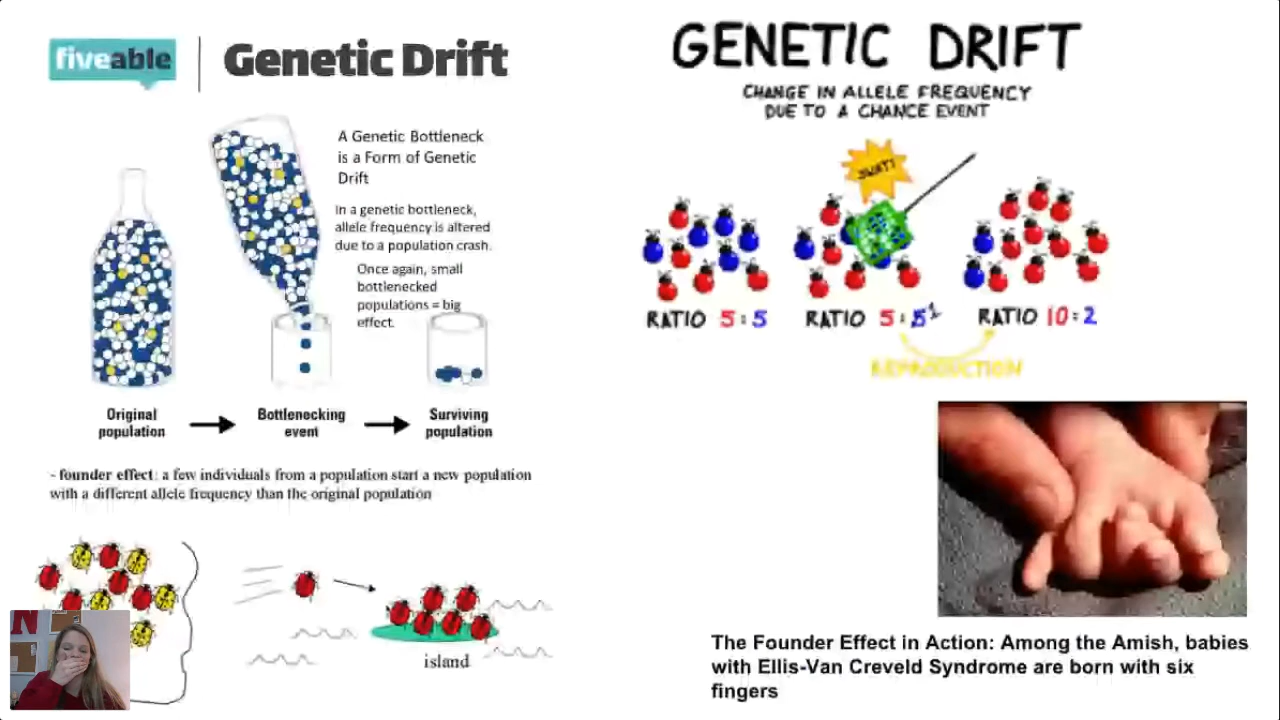 fiveable
Genetic Drift
A Genetic Bottleneck
is a Form of Genetic
Drift
In a genetic bottleneck,
allele frequency is altered
due to a population crash.
Once again, small
bottlenecked
populations = big
effect.
Original
population
Bottlenecking
event
Surviving
population
- founder effect: a few individuals from a population start a new population
with a different allele frequency than the original population
island
GENETIC DRIFT
CHANGE IN ALLELE FREQUENCY
DUE TO A CHANCE EVENT
SWAT!
RATIO 5:5
RATIO 5:51
RATIO 10:2
REPRODUCTION
The Founder Effect in Action: Among the Amish, babies
with Ellis-Van Creveld Syndrome are born with six
fingers
N